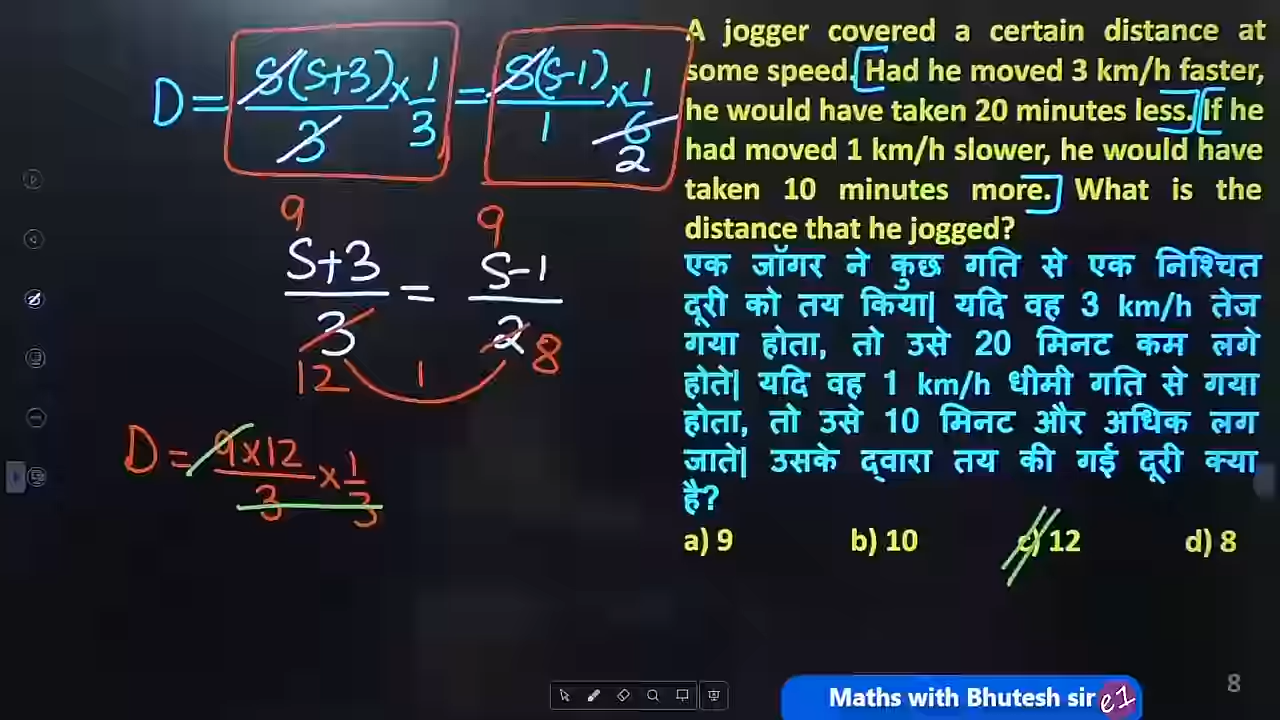 D = s(s+3)/3 × 1/3 = s(s-1)/1 × 1/6
2
9 9
s+3/3 = s-1/2
12 1 8
D = 9×12/3 × 1/3
A jogger covered a certain distance at
some speed. Had he moved 3 km/h faster,
he would have taken 20 minutes less. If he
had moved 1 km/h slower, he would have
taken 10 minutes more. What is the
distance that he jogged?
एक जॉगर ने कुछ गति से एक निश्चित
दूरी को तय किया| यदि वह 3 km/h तेज
गया होता, तो उसे 20 मिनट कम लगे
होते| यदि वह 1 km/h धीमी गति से गया
होता, तो उसे 10 मिनट और अधिक लग
जाते| उसके द्वारा तय की गई दूरी क्या
है?
a) 9 b) 10 c) 12 d) 8
Maths with Bhutesh sir e1
8